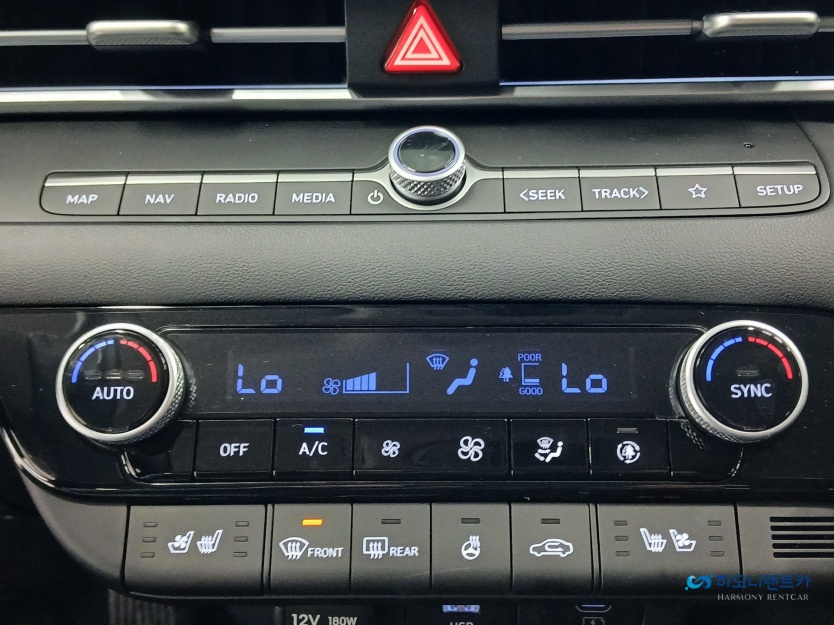 MAP NAV RADIO MEDIA <SEEK TRACK> SETUP
AUTO
Lo
POOR
GOOD
Lo
SYNC
OFF A/C
FRONT REAR
하모니렌트카
HARMONY RENTCAR
12V 180W